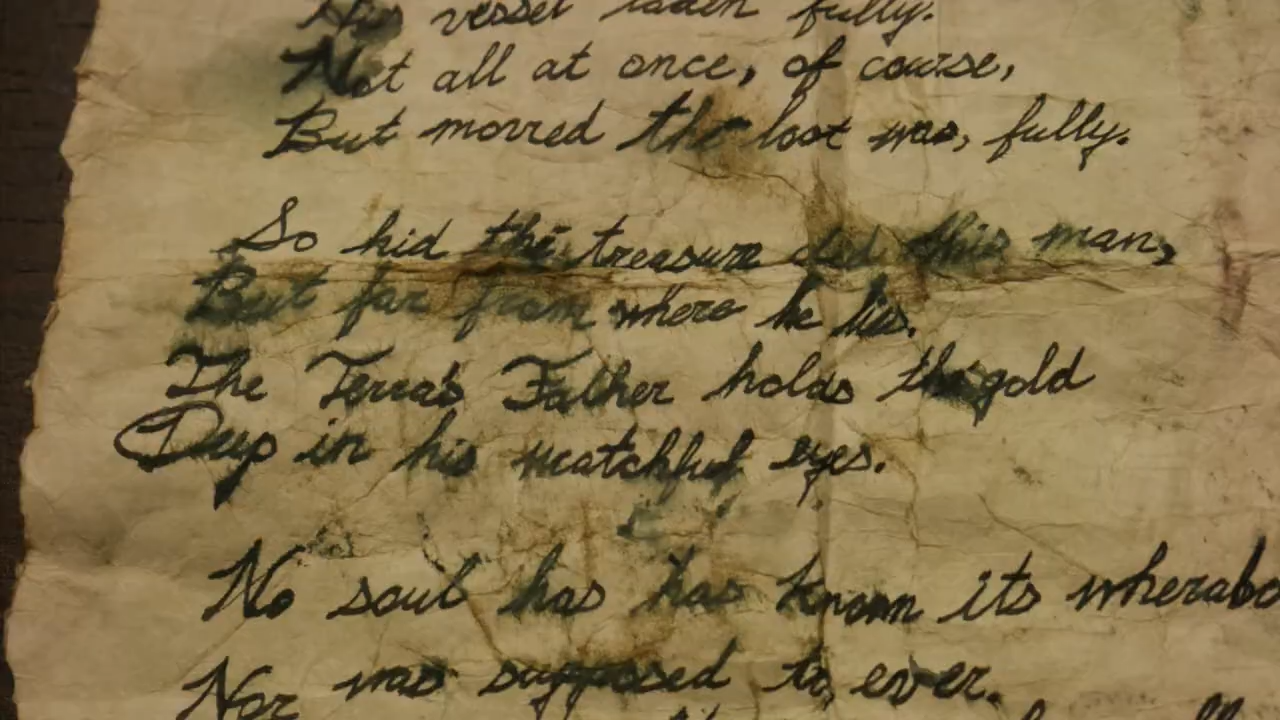 His vessel laden fully.
Not all at once, of course,
But moved the loot was, fully.
So hid the treasure did this man,
But far from where he lies.
The Terra's Father holds the gold
Deep in his watchful eyes.
No soul has has known its wherabo
Nor was supposed to, ever.